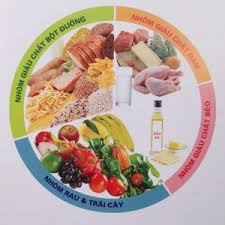 NHÓM GIÀU CHẤT BỘT ĐƯỜNG
NHÓM GIÀU CHẤT ĐẠM
NHÓM GIÀU CHẤT BÉO
NHÓM RAU & TRÁI CÂY